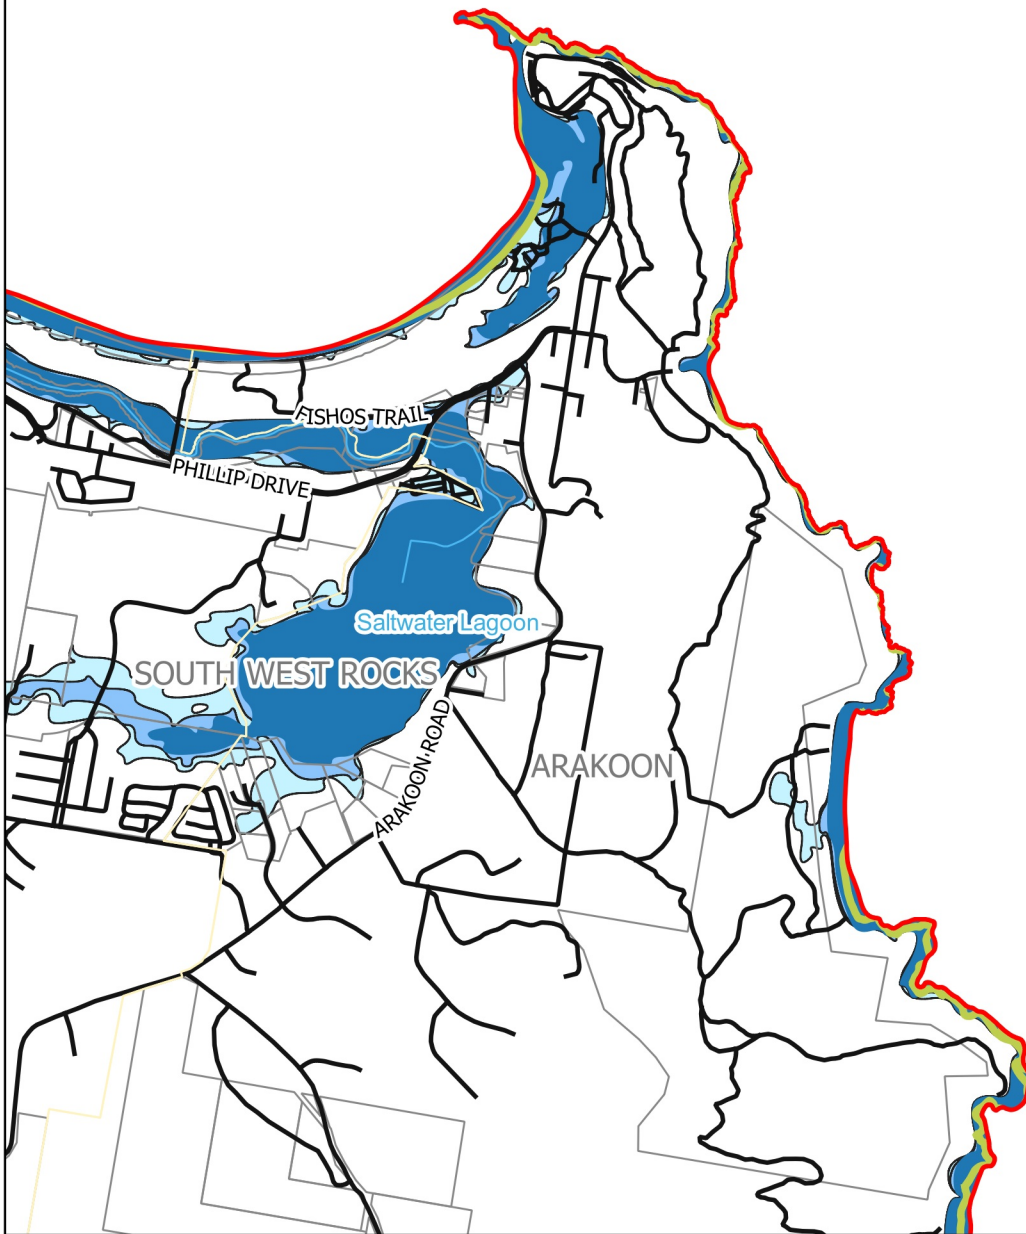 FISHOS TRAIL
PHILLIP DRIVE
Saltwater Lagoon
SOUTH WEST ROCKS
ARAKOON ROAD
ARAKOON